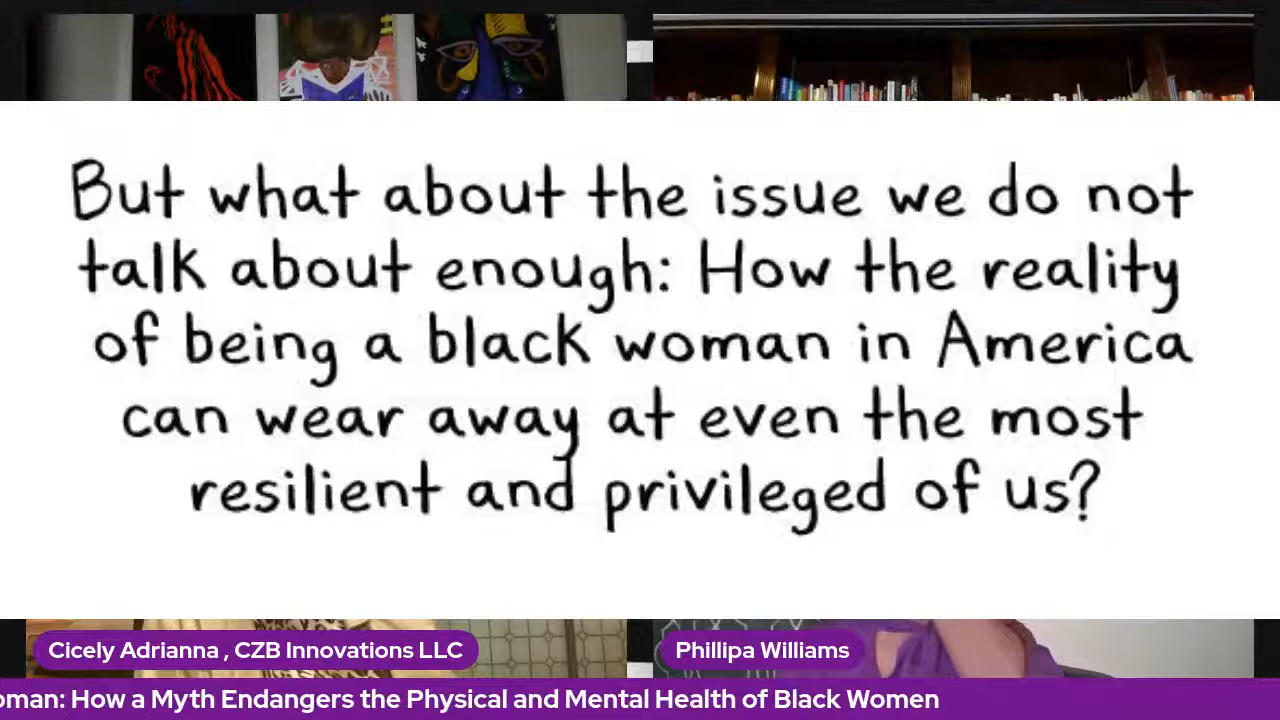 But what about the issue we do not
talk about enough: How the reality
of being a black woman in America
can wear away at even the most
resilient and privileged of us?
Cicely Adrianna , CZB Innovations LLC
Phillipa Williams
oman: How a Myth Endangers the Physical and Mental Health of Black Women